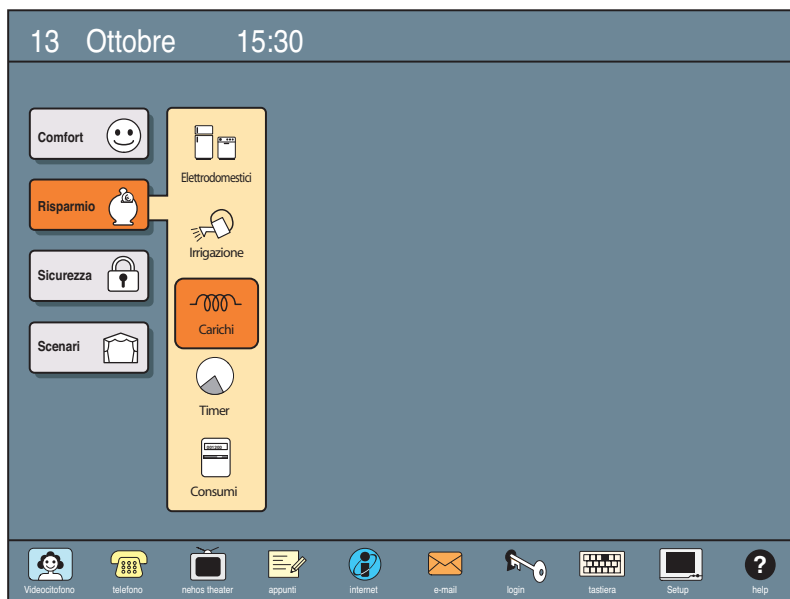 13 Ottobre 15:30
Comfort
Risparmio
Sicurezza
Scenari
Elettrodomestici
Irrigazione
Carichi
Timer
Consumi
Videocitofono telefono nehos theater appunti internet e-mail login tastiera Setup help